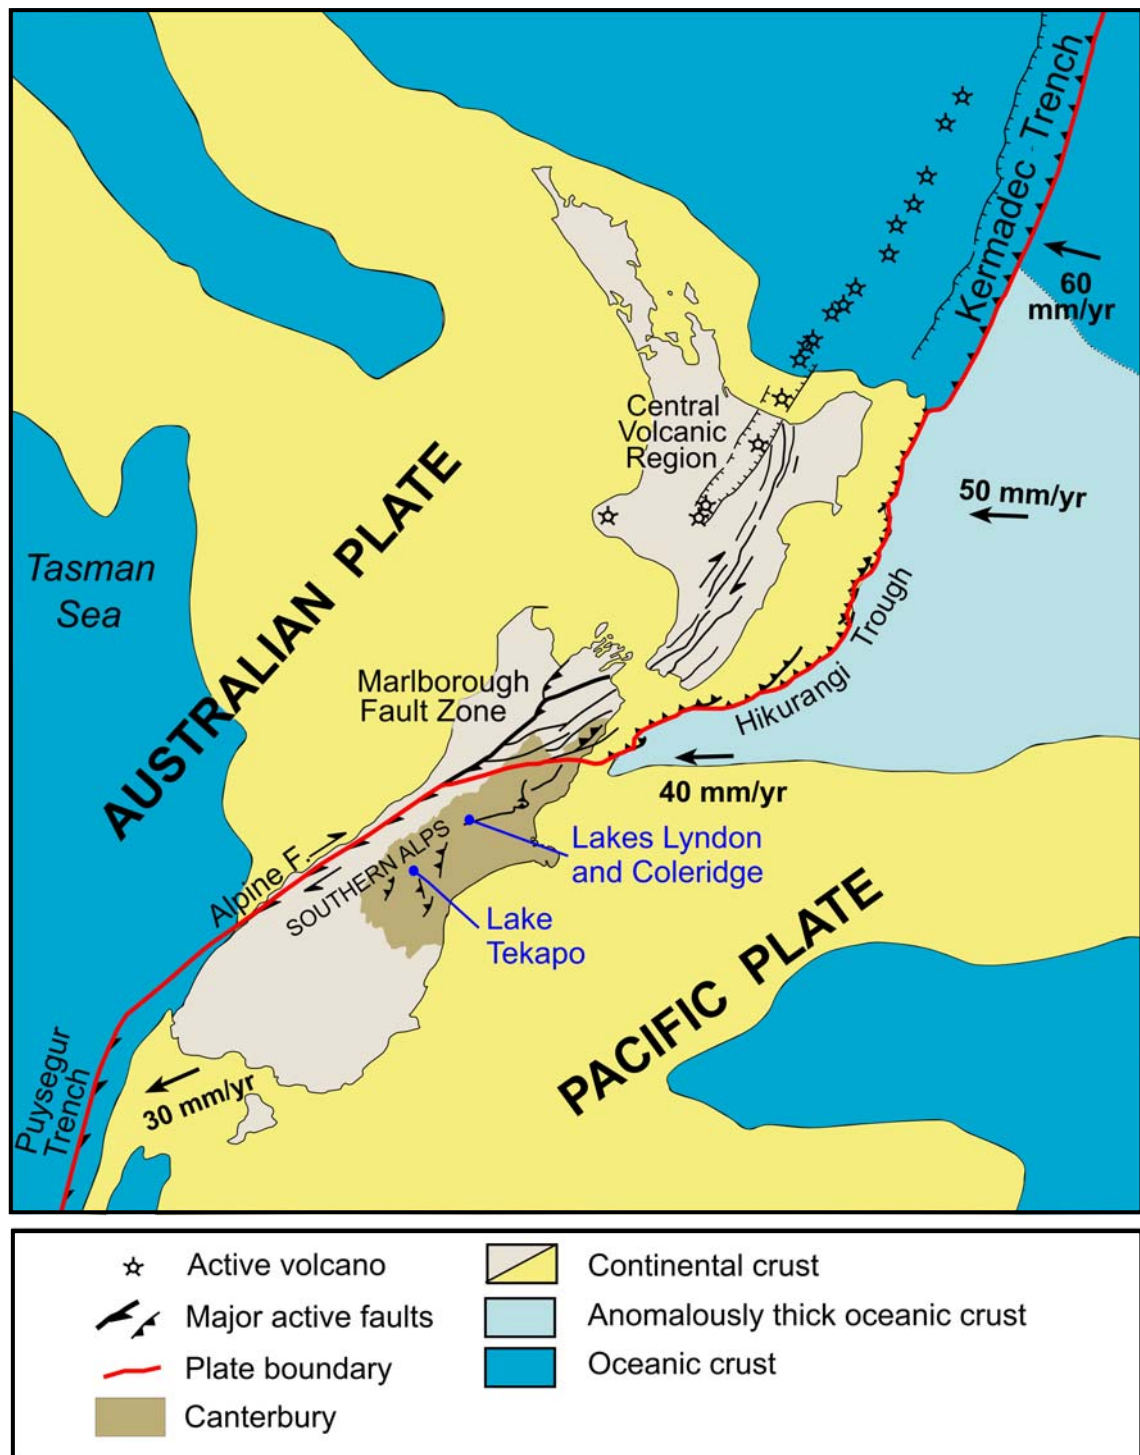 Kermadec Trench
60
mm/yr
Central
Volcanic
Region
50 mm/yr
AUSTRALIAN PLATE
Tasman
Sea
Hikurangi Trough
Marlborough
Fault Zone
40 mm/yr
Lakes Lyndon
and Coleridge
Alpine F.
SOUTHERN ALPS
Lake
Tekapo
PACIFIC PLATE
Puysegur
Trench
30 mm/yr
Active volcano
Major active faults
Plate boundary
Canterbury
Continental crust
Anomalously thick oceanic crust
Oceanic crust